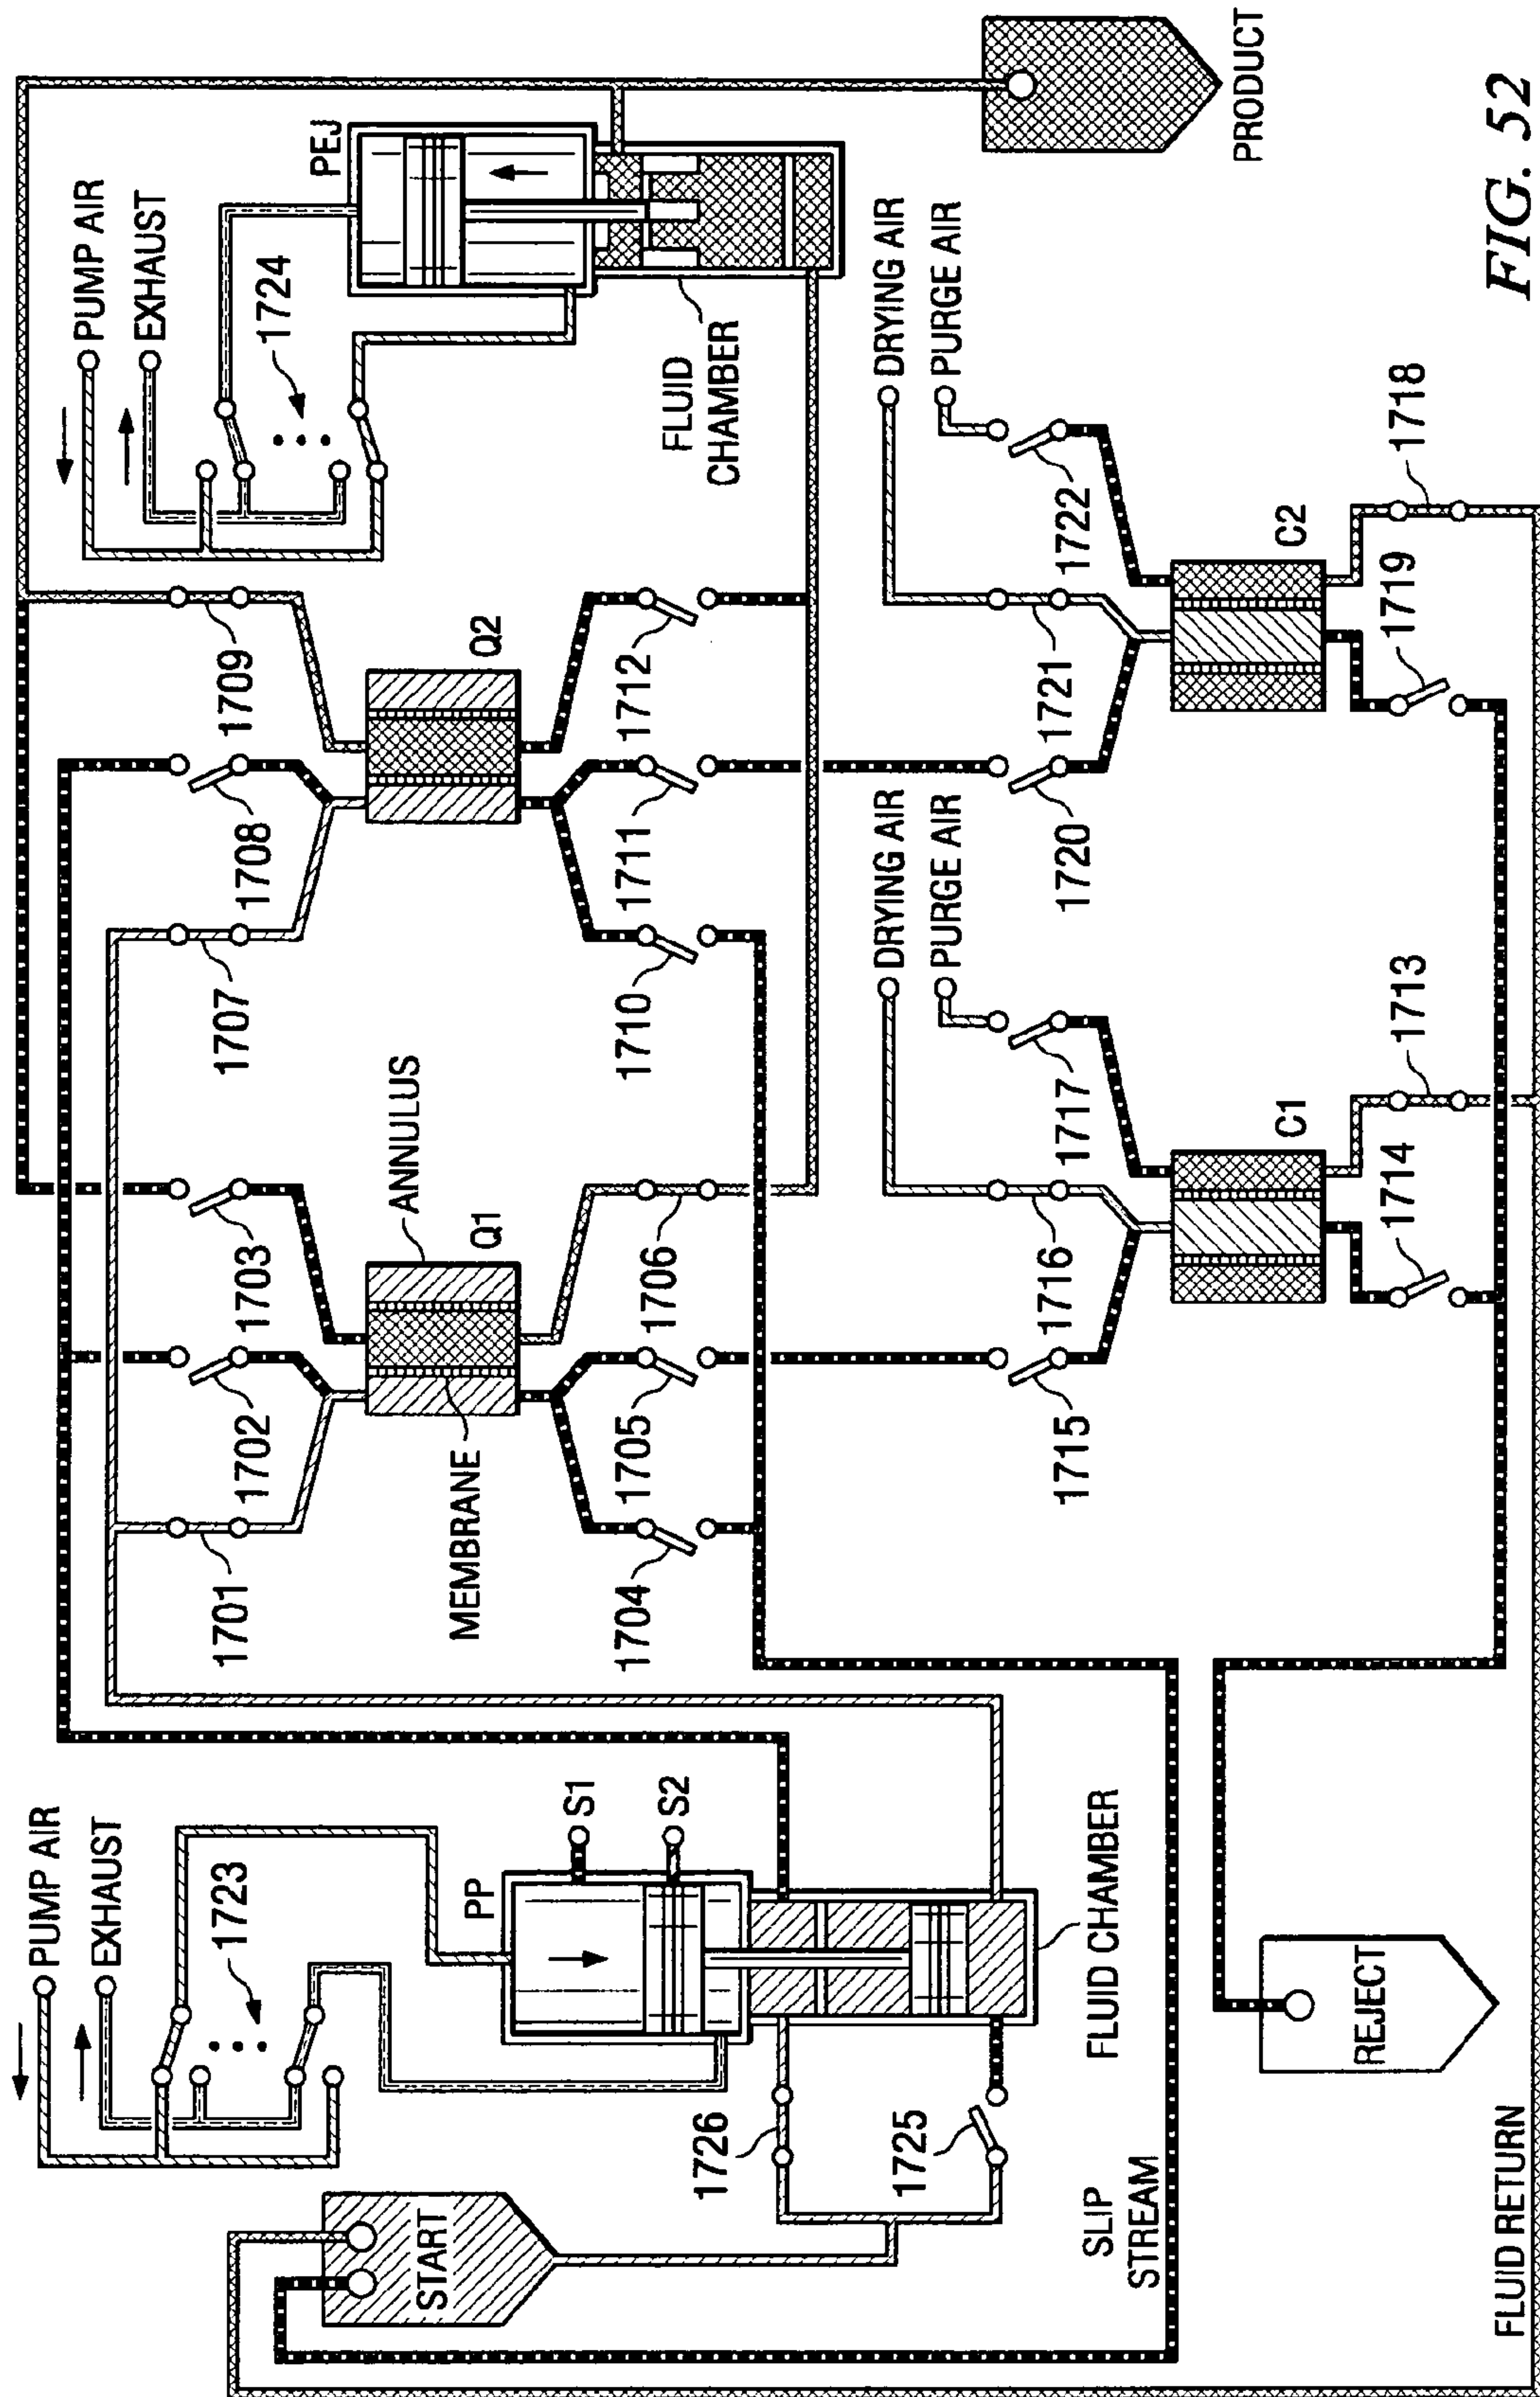 PUMP AIR
EXHAUST
1723
PP
S1
S2
START
1726
1725
FLUID CHAMBER
SLIP
STREAM
REJECT
FLUID RETURN
1701
1702
1703
MEMBRANE
ANNULUS
Q1
1704
1705
1706
1707
1708
1709
Q2
1710
1711
1712
PUMP AIR
EXHAUST
1724
PEJ
FLUID
CHAMBER
PRODUCT
DRYING AIR
PURGE AIR
1715
1716
1717
C1
1714
1713
DRYING AIR
PURGE AIR
1720
1721
1722
C2
1719
1718
FIG. 52